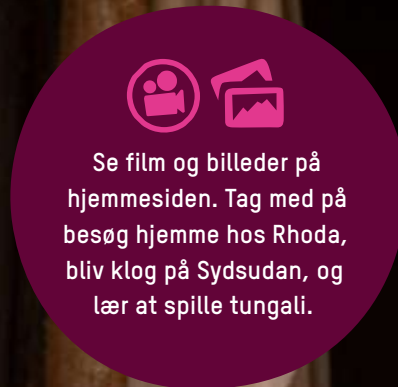 Se film og billeder på
hjemmesiden. Tag med på
besøg hjemme hos Rhoda,
bliv klog på Sydsudan, og
lær at spille tungali.